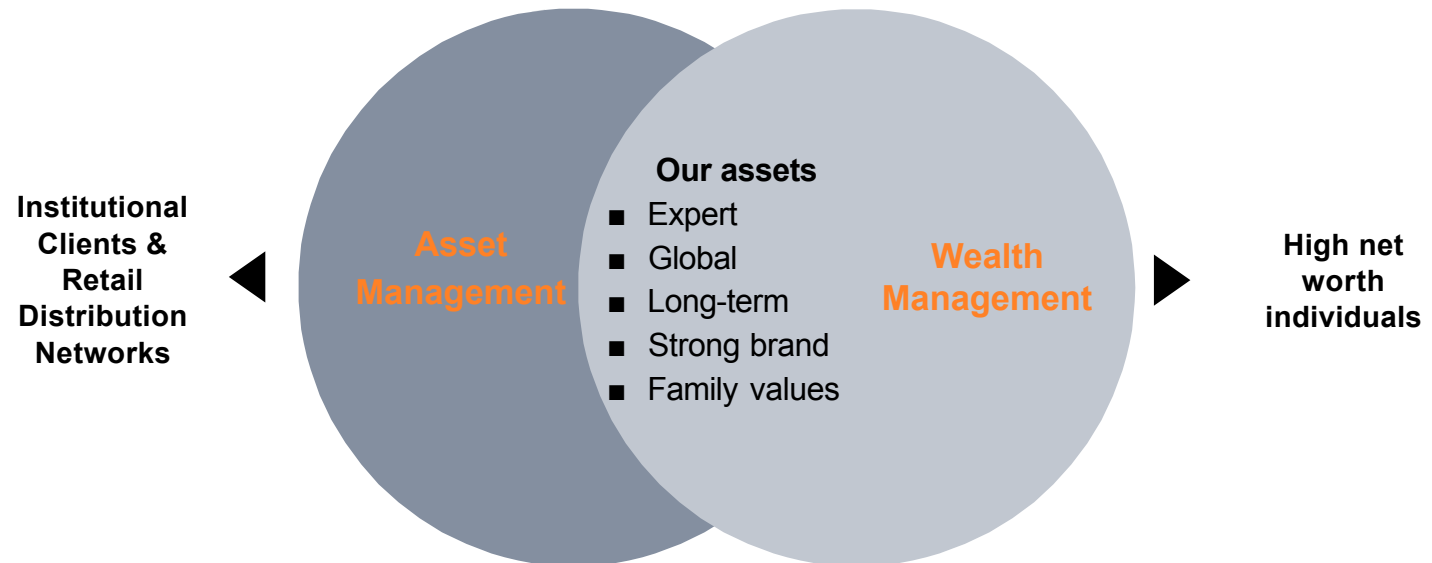 Institutional
Clients &
Retail
Distribution
Networks
Asset
Management
Our assets
■ Expert
■ Global
■ Long-term
■ Strong brand
■ Family values
Wealth
Management
High net
worth
individuals